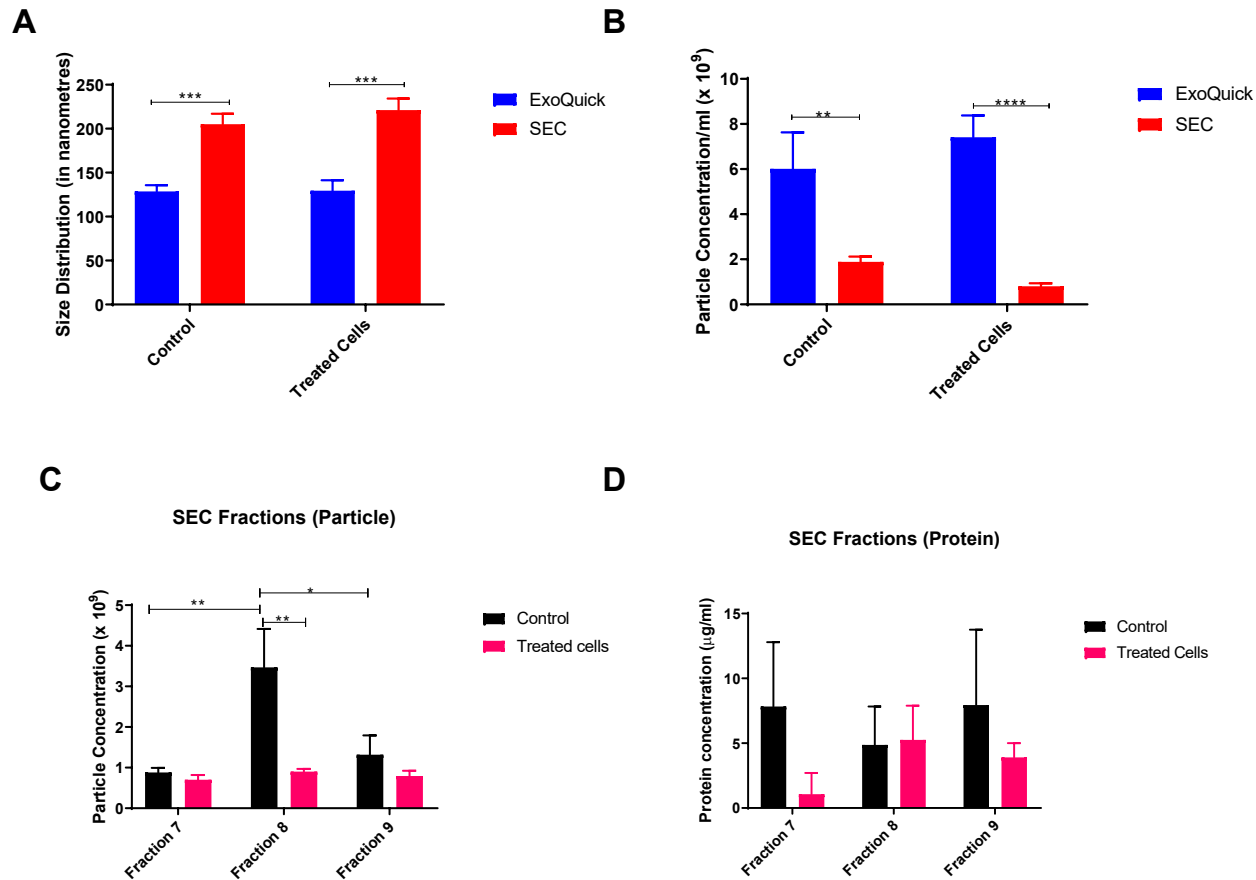 A
Size Distribution (in nanometres)
250
200
150
100
50
0
***
***
Control
Treated Cells
ExoQuick
SEC
B
Particle Concentration/ml (x 10⁹)
8
6
4
2
0
**
****
Control
Treated Cells
ExoQuick
SEC
C
SEC Fractions (Particle)
Particle Concentration (x 10⁹)
5
4
3
2
1
0
**
*
**
Fraction 7
Fraction 8
Fraction 9
Control
Treated cells
D
SEC Fractions (Protein)
Protein concentration (μg/ml)
15
10
5
0
Fraction 7
Fraction 8
Fraction 9
Control
Treated Cells